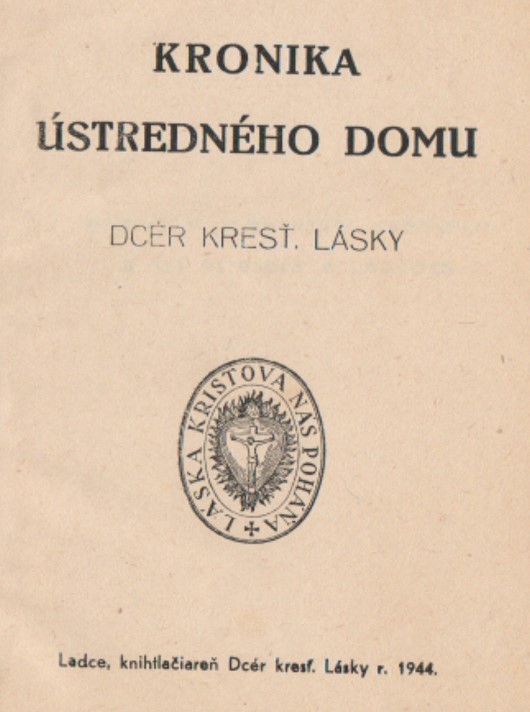 KRONIKA
ÚSTREDNÉHO DOMU
DCÉR KRESŤ. LÁSKY
LÁSKA KRISTOVA NÁS POHÁŇA
Ladce, knihtlačiareň Dcér kresť. Lásky r. 1944.